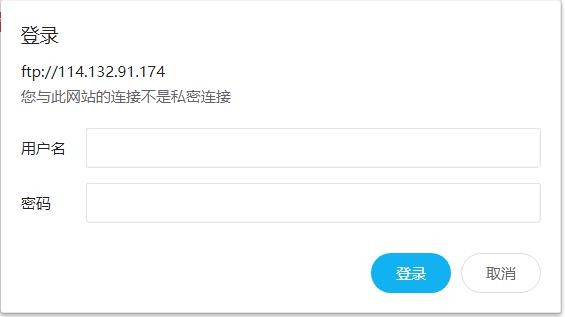 登录
ftp://114.132.91.174
您与此网站的连接不是私密连接
用户名
密码
登录 取消